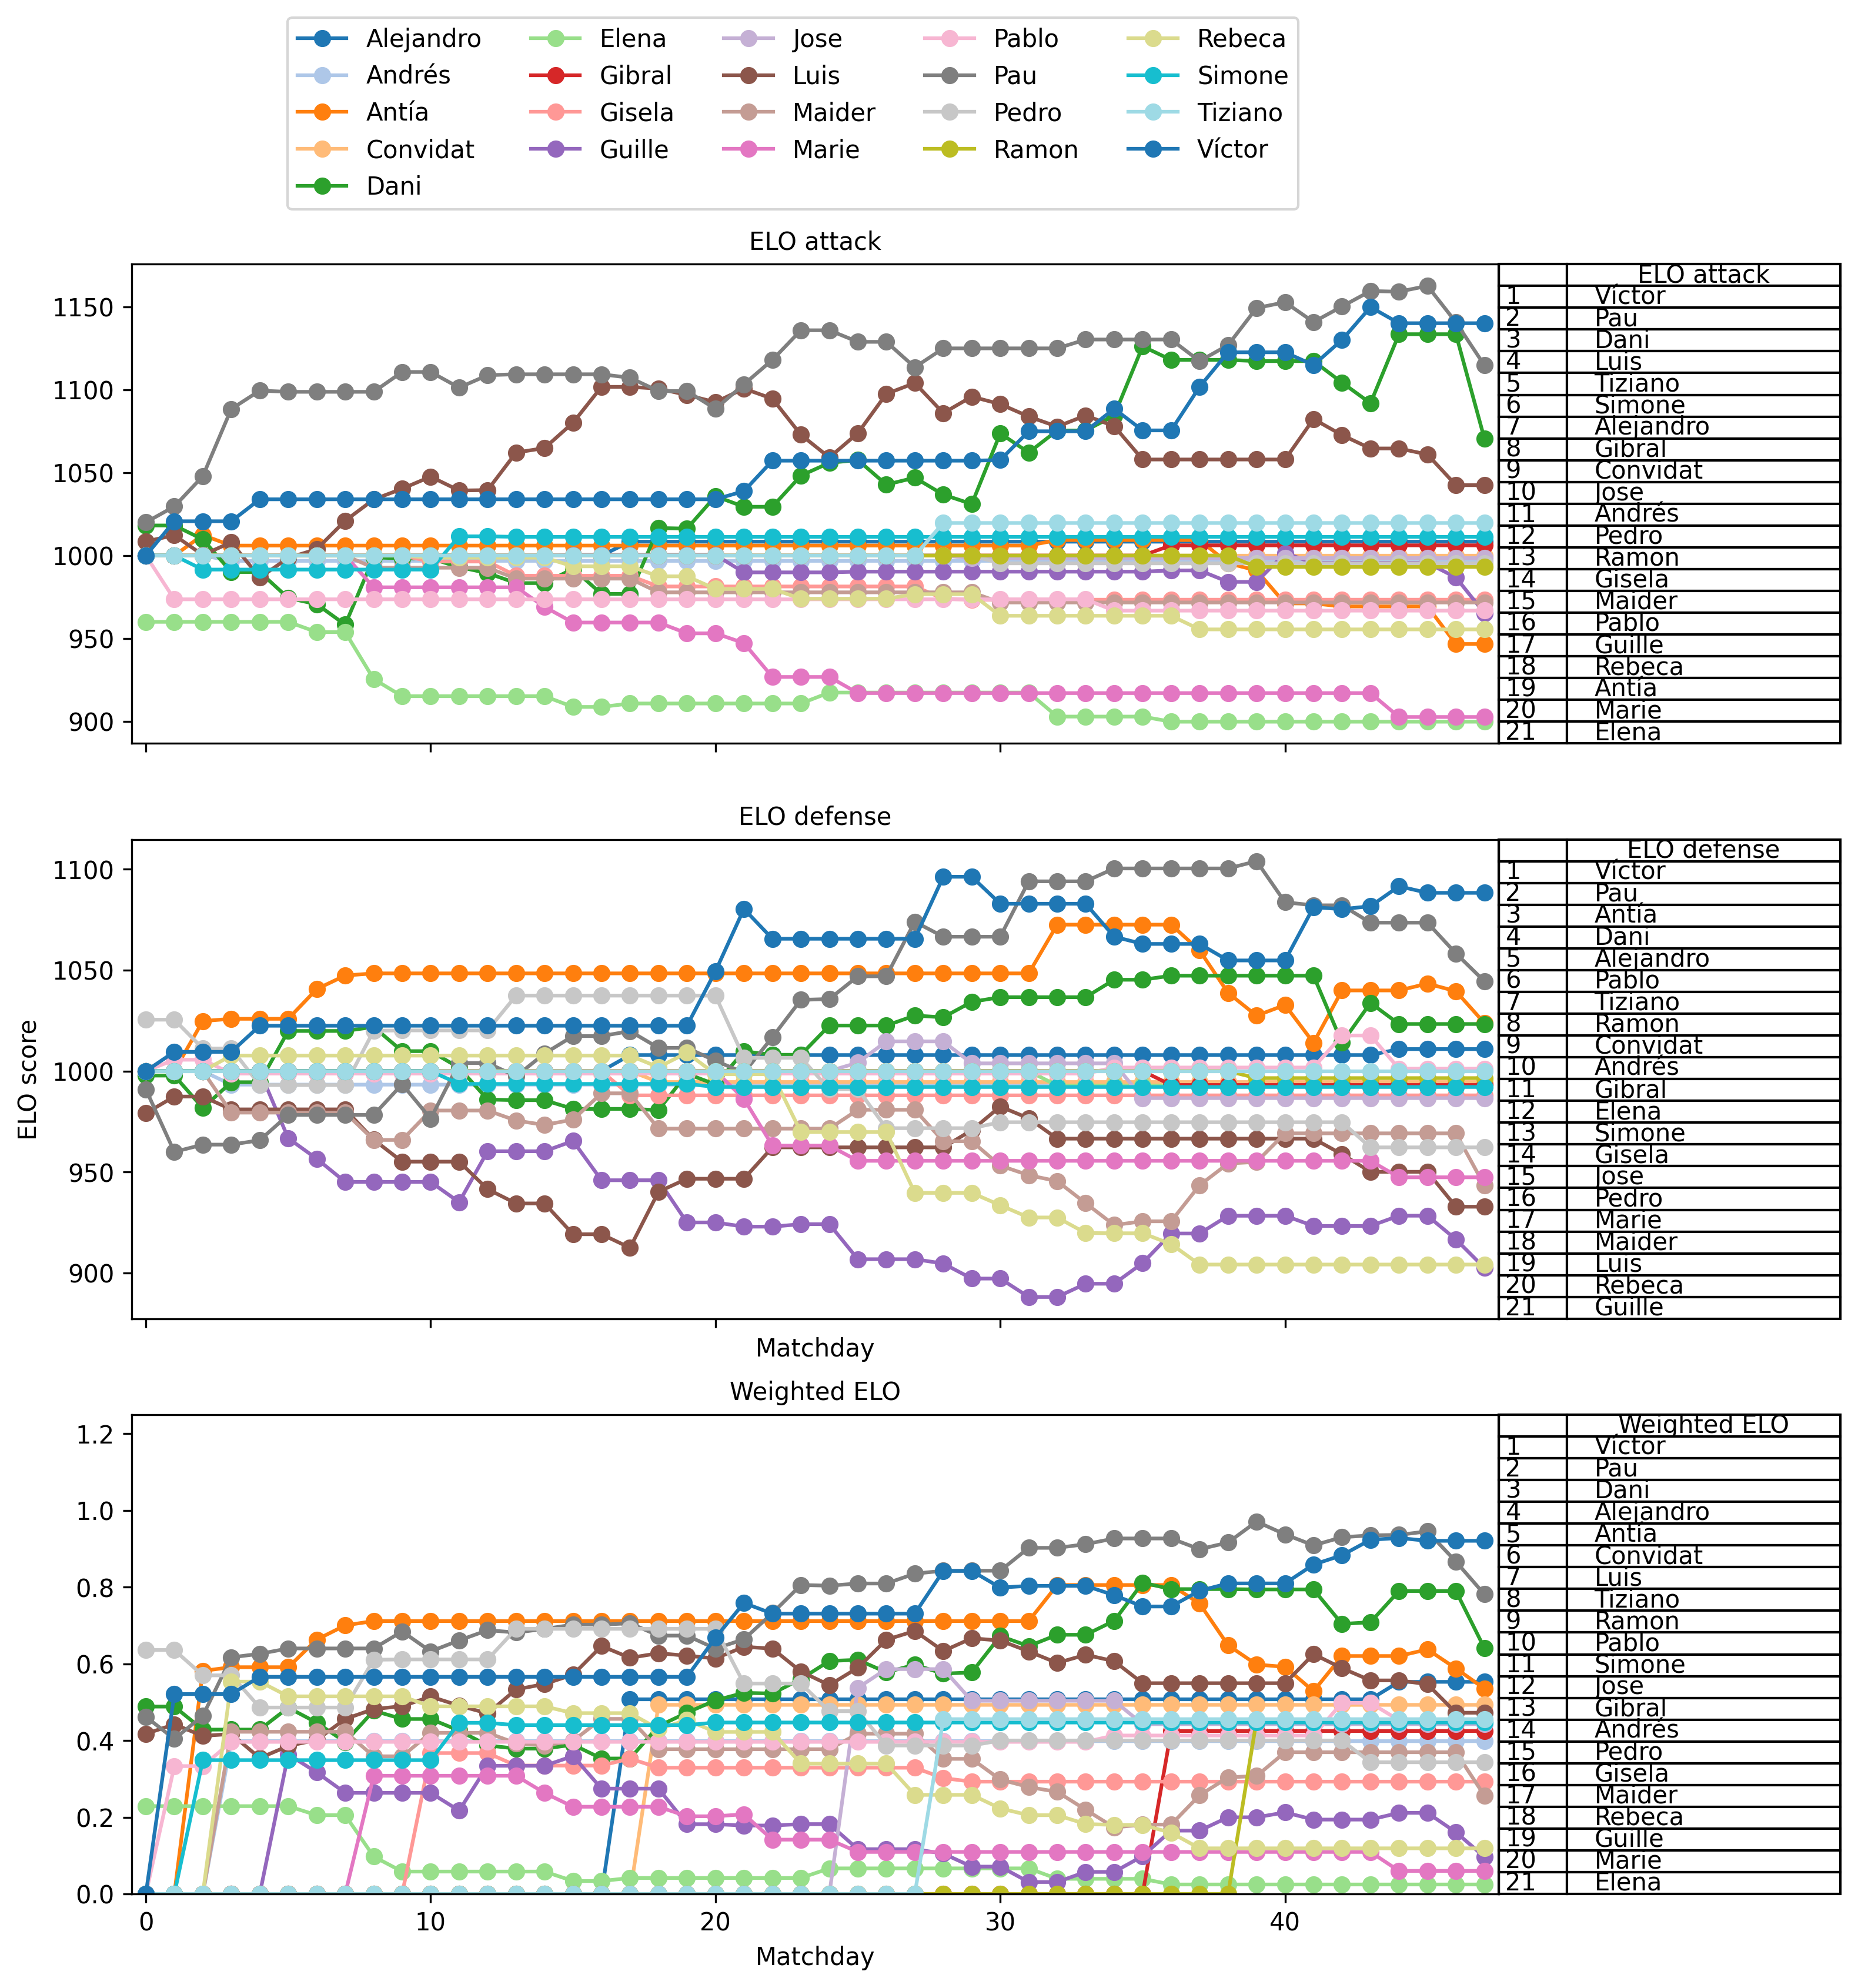 Alejandro
Andrés
Antía
Convidat
Dani
Elena
Gibral
Gisela
Guille
Jose
Luis
Maider
Marie
Pablo
Pau
Pedro
Ramon
Rebeca
Simone
Tiziano
Víctor
ELO attack
1150
1100
1050
1000
950
900
ELO attack
1 Víctor
2 Pau
3 Dani
4 Luis
5 Tiziano
6 Simone
7 Alejandro
8 Gibral
9 Convidat
10 Jose
11 Andrés
12 Pedro
13 Ramon
14 Gisela
15 Maider
16 Pablo
17 Guille
18 Rebeca
19 Antía
20 Marie
21 Elena
ELO defense
ELO score
1100
1050
1000
950
900
Matchday
ELO defense
1 Víctor
2 Pau
3 Antía
4 Dani
5 Alejandro
6 Pablo
7 Tiziano
8 Ramon
9 Convidat
10 Andrés
11 Gibral
12 Elena
13 Simone
14 Gisela
15 Jose
16 Pedro
17 Marie
18 Maider
19 Luis
20 Rebeca
21 Guille
Weighted ELO
1.2
1.0
0.8
0.6
0.4
0.2
0.0
0 10 20 30 40
Matchday
Weighted ELO
1 Víctor
2 Pau
3 Dani
4 Alejandro
5 Antía
6 Convidat
7 Luis
8 Tiziano
9 Ramon
10 Pablo
11 Simone
12 Jose
13 Gibral
14 Andrés
15 Pedro
16 Gisela
17 Maider
18 Rebeca
19 Guille
20 Marie
21 Elena